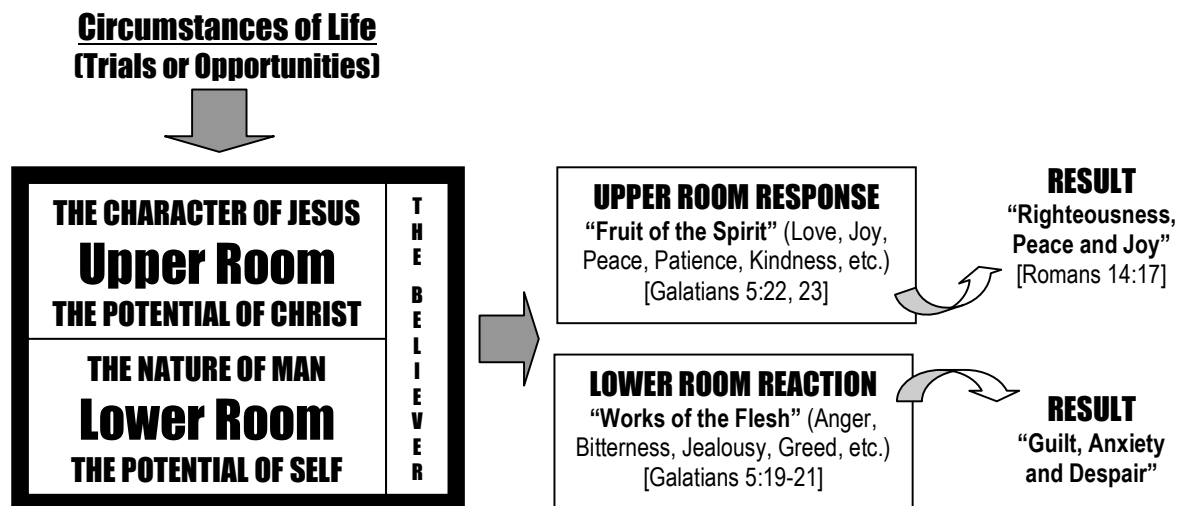 Circumstances of Life
(Trials or Opportunities)
THE CHARACTER OF JESUS
Upper Room
THE POTENTIAL OF CHRIST
THE NATURE OF MAN
Lower Room
THE POTENTIAL OF SELF
THE BELIEVER
UPPER ROOM RESPONSE
“Fruit of the Spirit” (Love, Joy,
Peace, Patience, Kindness, etc.)
[Galatians 5:22, 23]
RESULT
“Righteousness,
Peace and Joy”
[Romans 14:17]
LOWER ROOM REACTION
“Works of the Flesh” (Anger,
Bitterness, Jealousy, Greed, etc.)
[Galatians 5:19-21]
RESULT
“Guilt, Anxiety
and Despair”